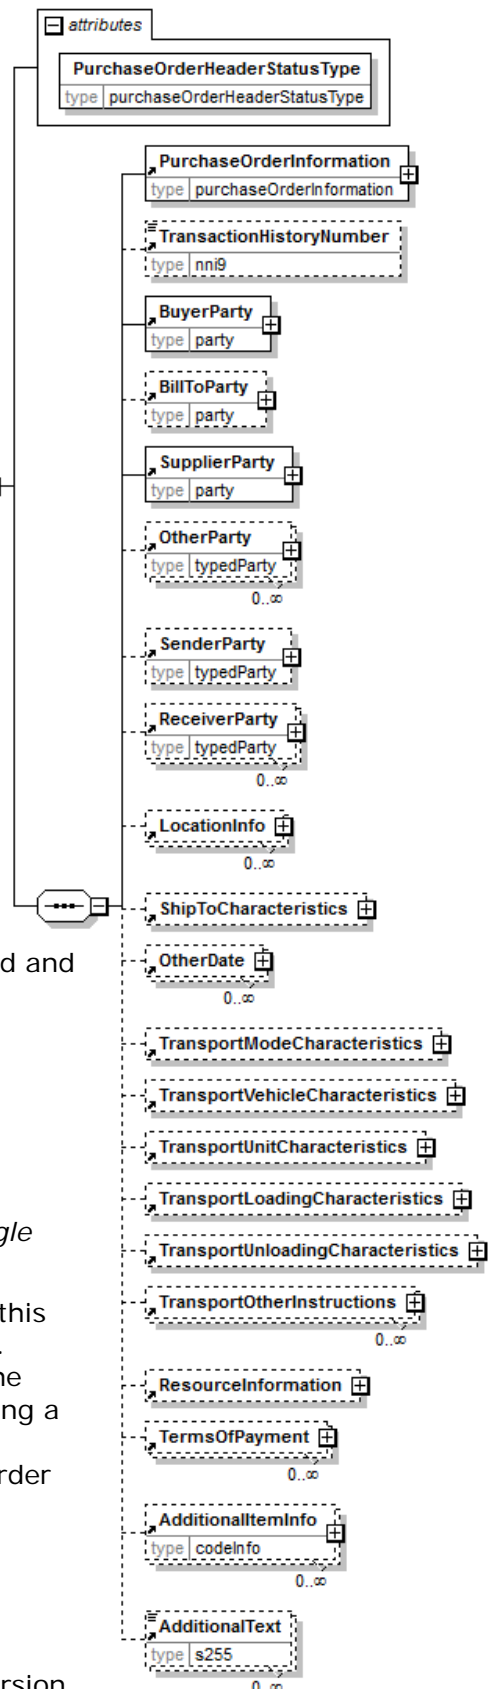 attributes
PurchaseOrderHeaderStatusType
type purchaseOrderHeaderStatusType
PurchaseOrderInformation
type purchaseOrderInformation
TransactionHistoryNumber
type nni9
BuyerParty
type party
BillToParty
type party
SupplierParty
type party
OtherParty
type typedParty
0..∞
SenderParty
type typedParty
ReceiverParty
type typedParty
0..∞
LocationInfo
0..∞
ShipToCharacteristics
d and
OtherDate
0..∞
TransportModeCharacteristics
TransportVehicleCharacteristics
TransportUnitCharacteristics
TransportLoadingCharacteristics
gle
TransportUnloadingCharacteristics
this
TransportOtherInstructions
0..∞
.
ne
ResourceInformation
ng a
TermsOfPayment
0..∞
rder
AdditionalItemInfo
type codeInfo
0..∞
AdditionalText
type s255
0..∞
rsion